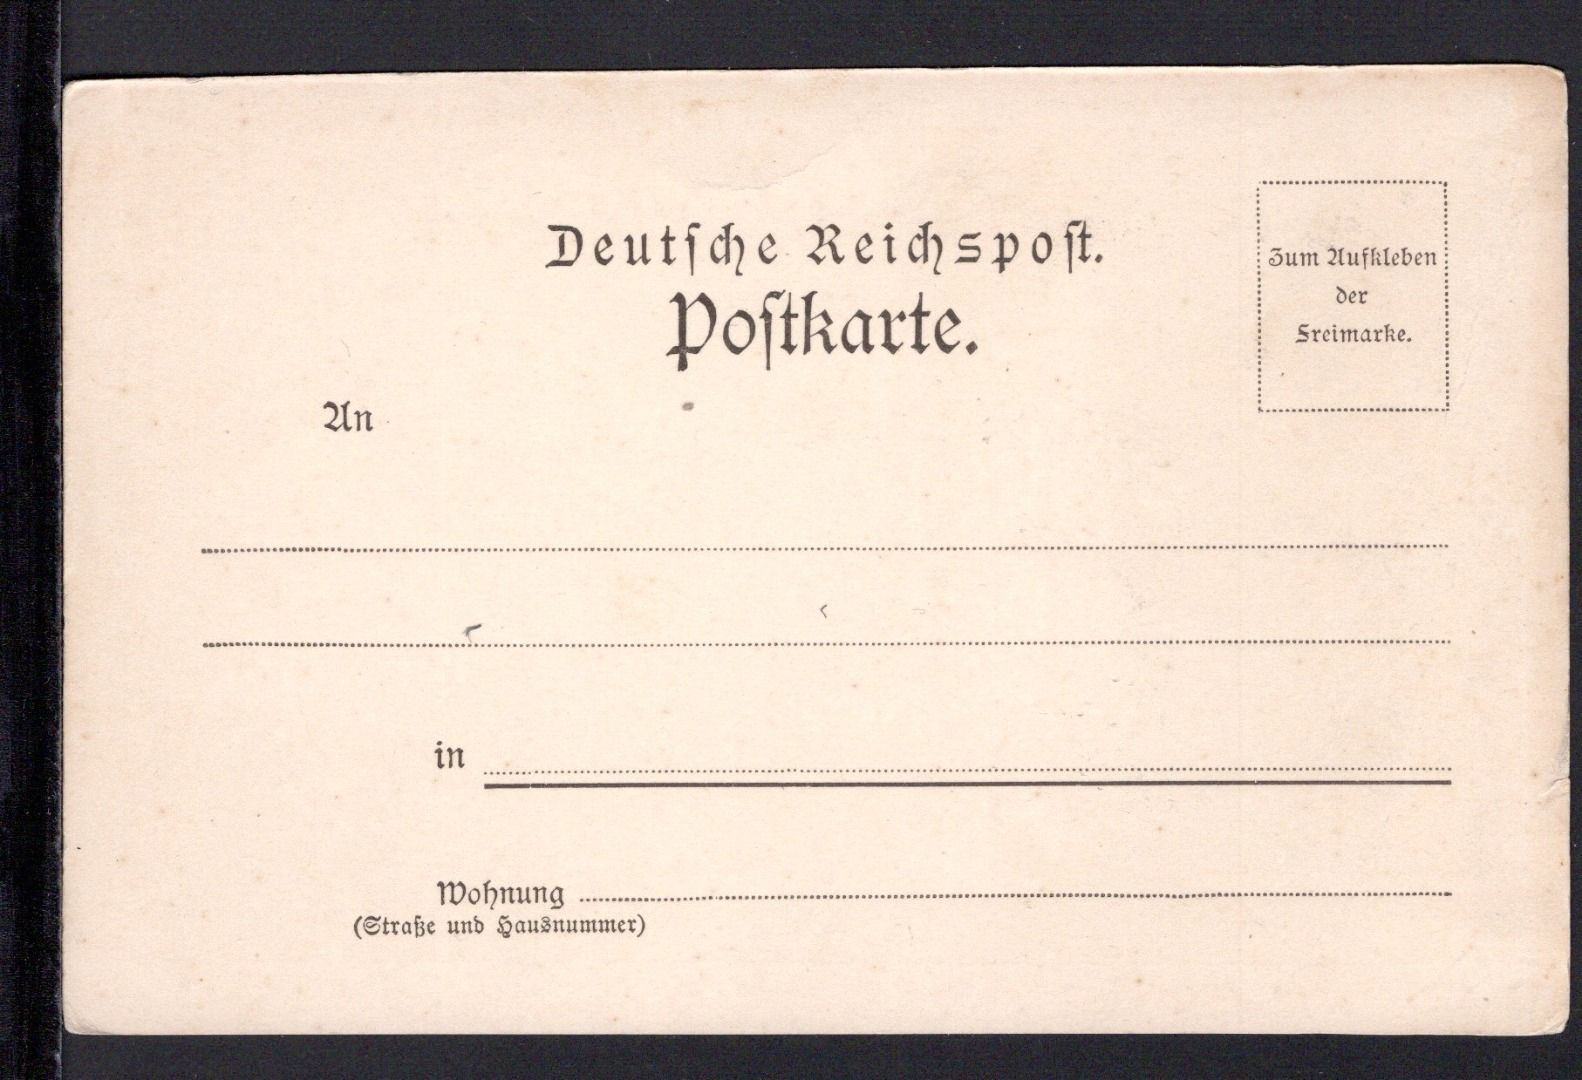 Deutſche Reichspoſt.
Poſtkarte.
Zum Aufkleben
der
Freimarke.
An
in
Wohnung
(Straße und Hausnummer)